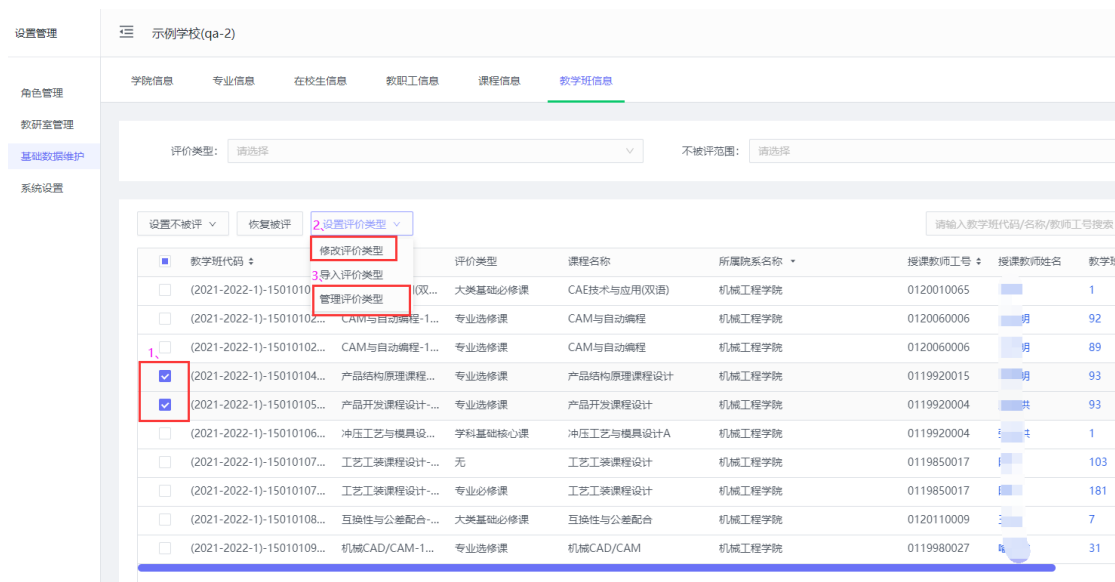 设置管理
示例学校(qa-2)
学院信息 专业信息 在校生信息 教职工信息 课程信息 教学班信息
角色管理
教研室管理
基础数据维护
系统设置
评价类型: 请选择 不被评范围: 请选择
设置不被评 恢复被评 2、设置评价类型 请输入教学班代码/名称/教师工号搜索
修改评价类型
3、导入评价类型
管理评价类型
教学班代码 评价类型 课程名称 所属院系名称 授课教师工号 授课教师姓名 教学班
(2021-2022-1)-1501010 (双... 大类基础必修课 CAE技术与应用(双语) 机械工程学院 0120010065 1
(2021-2022-1)-15010102... CAM与自动编程-1... 专业选修课 CAM与自动编程 机械工程学院 0120060006 明 92
(2021-2022-1)-15010102... CAM与自动编程-1... 专业选修课 CAM与自动编程 机械工程学院 0120060006 明 89
1、
(2021-2022-1)-15010104... 产品结构原理课程... 专业选修课 产品结构原理课程设计 机械工程学院 0119920015 明 93
(2021-2022-1)-15010105... 产品开发课程设计-... 专业选修课 产品开发课程设计 机械工程学院 0119920004 共 93
(2021-2022-1)-15010106... 冲压工艺与模具设... 学科基础核心课 冲压工艺与模具设计A 机械工程学院 0119920004 1
(2021-2022-1)-15010107... 工艺工装课程设计-... 无 工艺工装课程设计 机械工程学院 0119850017 103
(2021-2022-1)-15010107... 工艺工装课程设计-... 专业必修课 工艺工装课程设计 机械工程学院 0119850017 181
(2021-2022-1)-15010108... 互换性与公差配合-... 大类基础必修课 互换性与公差配合 机械工程学院 0120110009 7
(2021-2022-1)-15010109... 机械CAD/CAM-1... 专业选修课 机械CAD/CAM 机械工程学院 0119980027 31